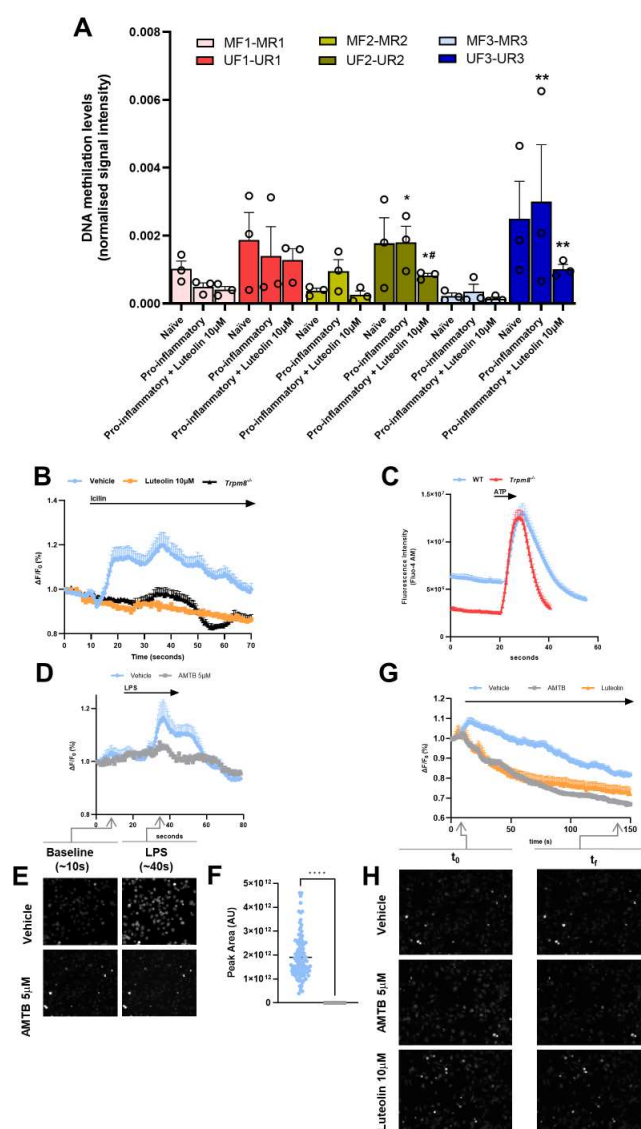 A
DNA methilation levels
(normalised signal intensity)
0.008
0.006
0.004
0.002
0.000
MF1-MR1
MF2-MR2
MF3-MR3
UF1-UR1
UF2-UR2
UF3-UR3
*
*#
**
**
Naïve
Pro-inflammatory
Pro-inflammatory + Luteolin 10µM
Naïve
Pro-inflammatory
Pro-inflammatory + Luteolin 10µM
Naïve
Pro-inflammatory
Pro-inflammatory + Luteolin 10µM
Naïve
Pro-inflammatory
Pro-inflammatory + Luteolin 10µM
Naïve
Pro-inflammatory
Pro-inflammatory + Luteolin 10µM
Naïve
Pro-inflammatory
Pro-inflammatory + Luteolin 10µM
B
Vehicle
Luteolin 10µM
Trpm8-/-
Icilin
ΔF/F0 (%)
1.4
1.2
1.0
0.8
0 10 20 30 40 50 60 70
Time (seconds)
C
WT
Trpm8-/-
ATP
Fluorescence Intensity
(Fluo-4 AM)
1.5×10⁷
1×10⁷
5×10⁶
0
0 20 40 60
seconds
D
Vehicle
AMTB 5µM
LPS
ΔF/F0 (%)
1.2
1.0
0 20 40 60 80
seconds
Baseline
(~10s)
LPS
(~40s)
G
Vehicle
AMTB
Luteolin
ΔF/F0 (%)
1.2
1.1
1.0
0.9
0.8
0.7
0.6
0 50 100 150
time (s)
t0
tf
E
Vehicle
AMTB 5µM
F
Peak Area (AU)
5×10¹²
4×10¹²
3×10¹²
2×10¹²
1×10¹²
0
****
H
Vehicle
AMTB 5µM
Luteolin 10µM